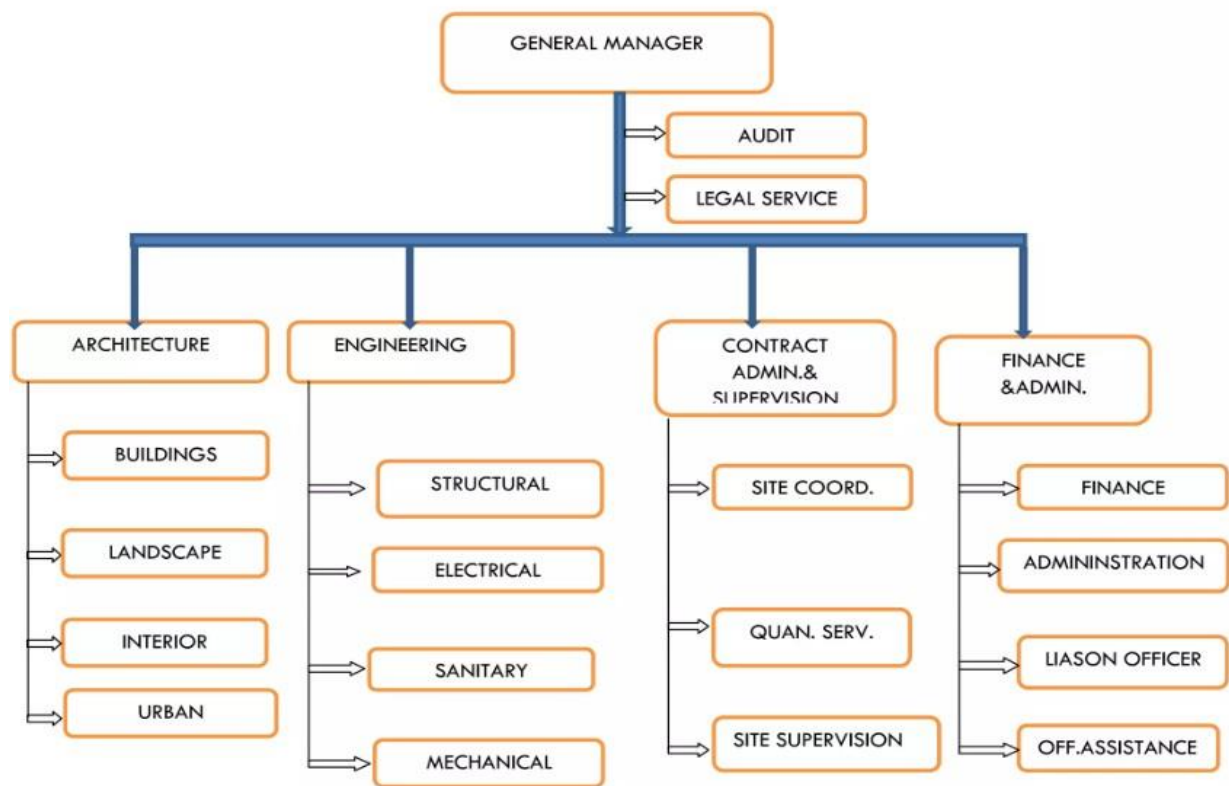 GENERAL MANAGER
AUDIT
LEGAL SERVICE
ARCHITECTURE
BUILDINGS
LANDSCAPE
INTERIOR
URBAN
ENGINEERING
STRUCTURAL
ELECTRICAL
SANITARY
MECHANICAL
CONTRACT
ADMIN.&
SUPERVISION
SITE COORD.
QUAN. SERV.
SITE SUPERVISION
FINANCE
&ADMIN.
FINANCE
ADMININSTRATION
LIASON OFFICER
OFF.ASSISTANCE